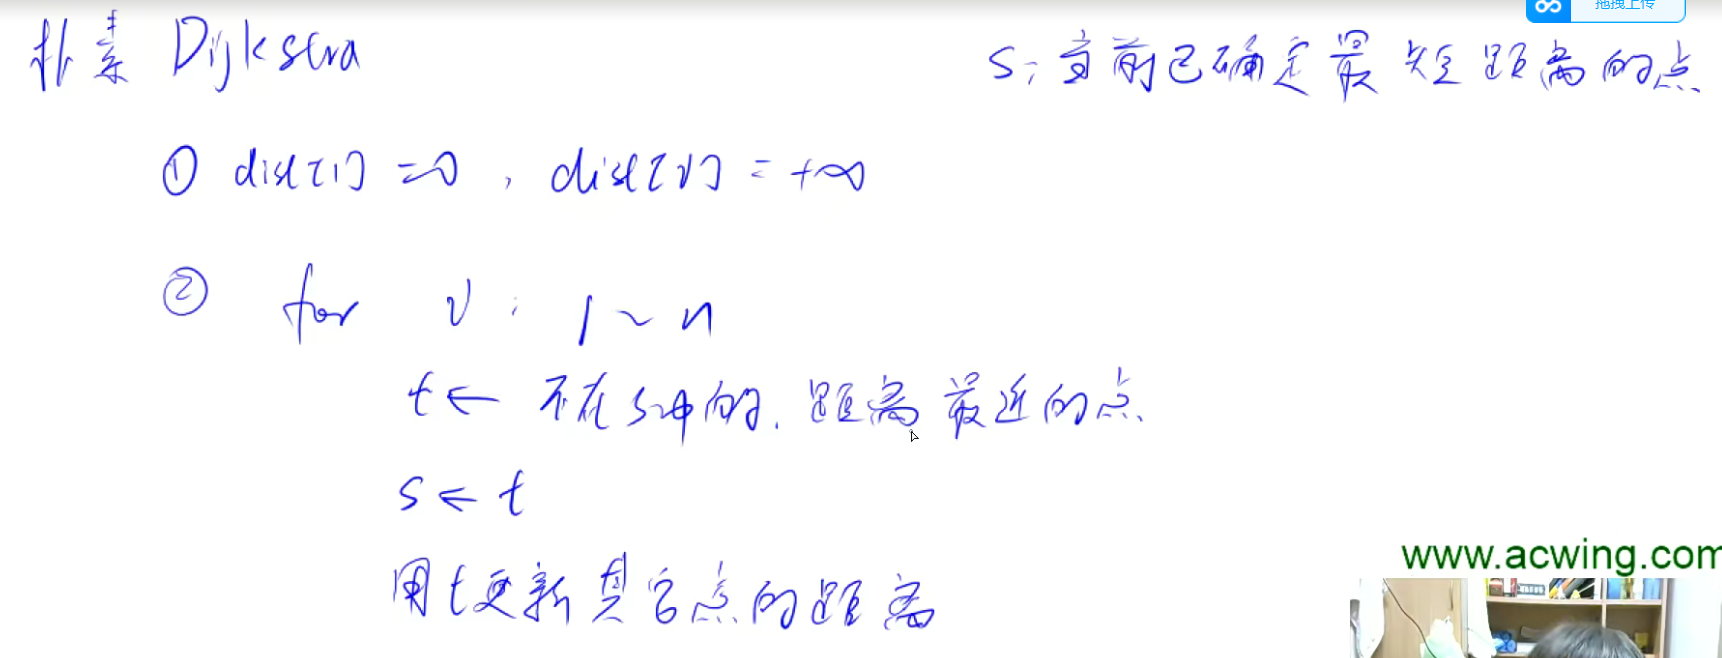 拖拽上传
朴素 Dijkstra
s: 当前已确定最短距离的点
① dist[1] = 0, dist[v] = +∞
② for v: 1 ~ n
t ← 不在s中的, 距离最近的点
s ← t
用t更新其它点的距离
www.acwing.com